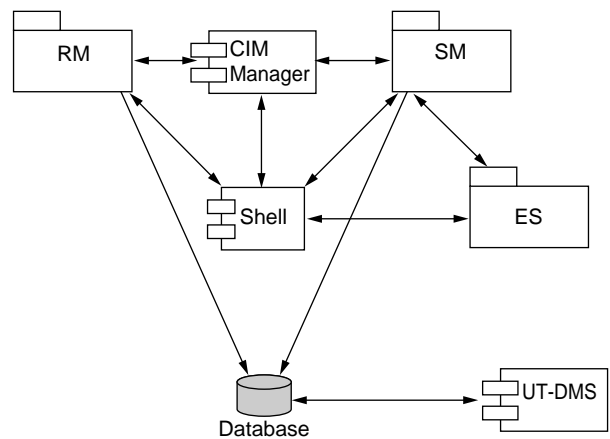 RM
CIM
Manager
SM
Shell
ES
UT-DMS
Database